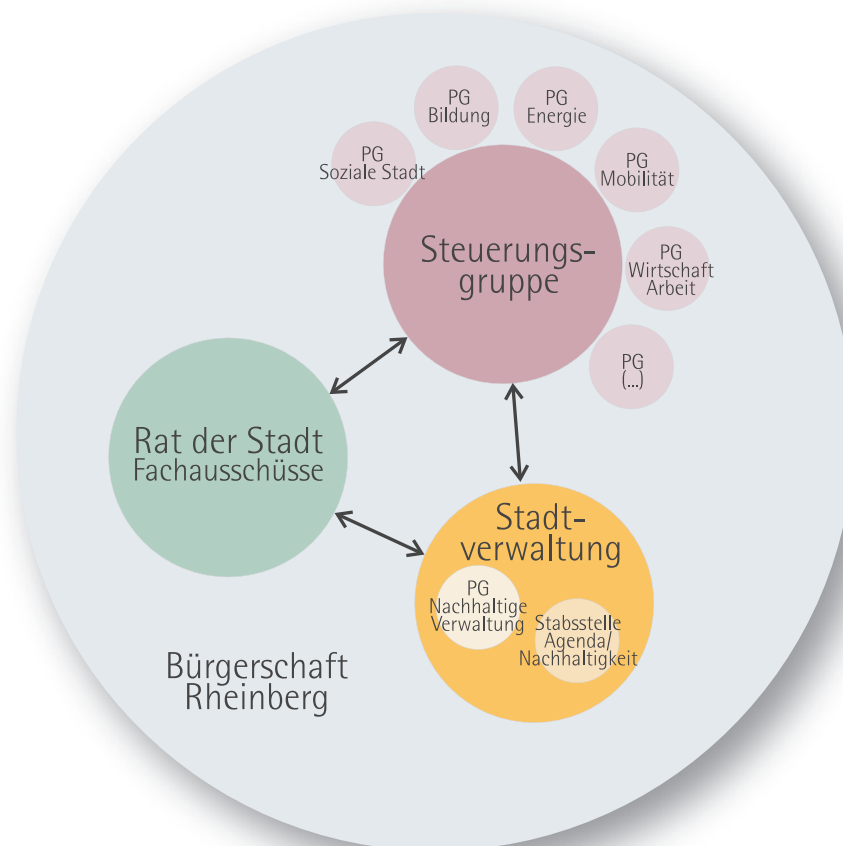 PG
Bildung
PG
Energie
PG
Soziale Stadt
PG
Mobilität
Steuerungs-
gruppe
PG
Wirtschaft
Arbeit
PG
(...)
Rat der Stadt
Fachausschüsse
Stadt-
verwaltung
PG
Nachhaltige
Verwaltung
Stabsstelle
Agenda/
Nachhaltigkeit
Bürgerschaft
Rheinberg